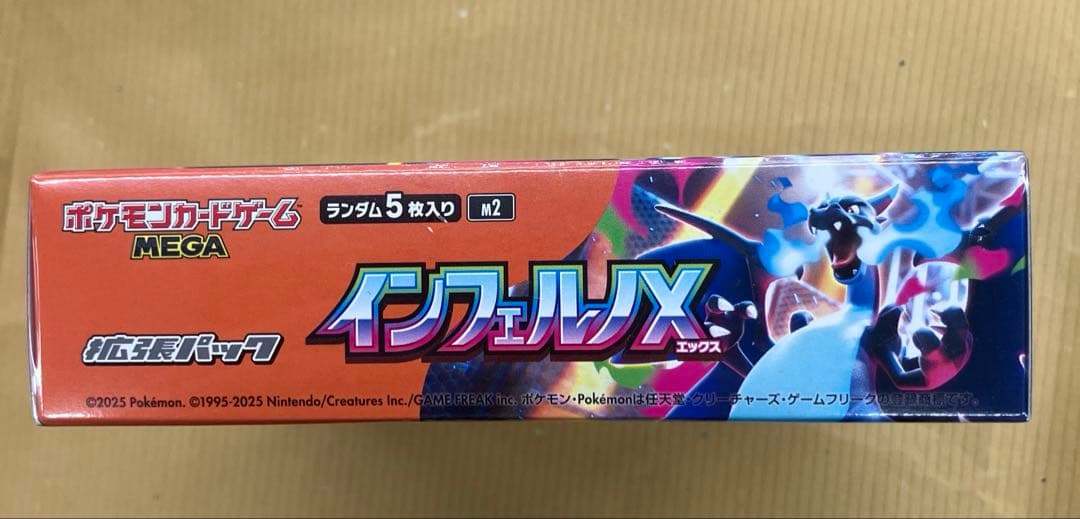 ポケモンカードゲーム™
MEGA
ランダム5枚入り M2
インフェルノX
エックス
拡張パック
©2025 Pokémon. ©1995-2025 Nintendo/Creatures Inc./GAME FREAK inc. ポケモン・Pokémonは任天堂・クリーチャーズ・ゲームフリークの登録商標です。